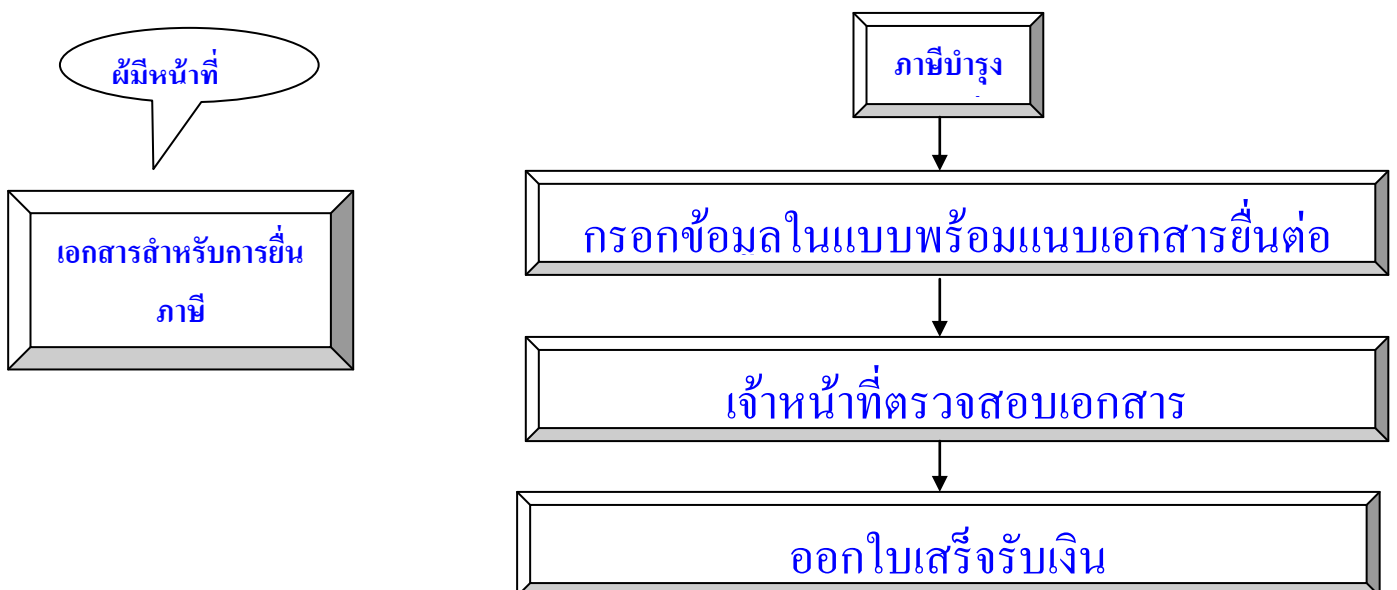 ผู้มีหน้าที่
เอกสารสำหรับการยื่น
ภาษี
ภาษีบำรุง
กรอกข้อมูลในแบบพร้อมแนบเอกสารยื่นต่อ
เจ้าหน้าที่ตรวจสอบเอกสาร
ออกใบเสร็จรับเงิน